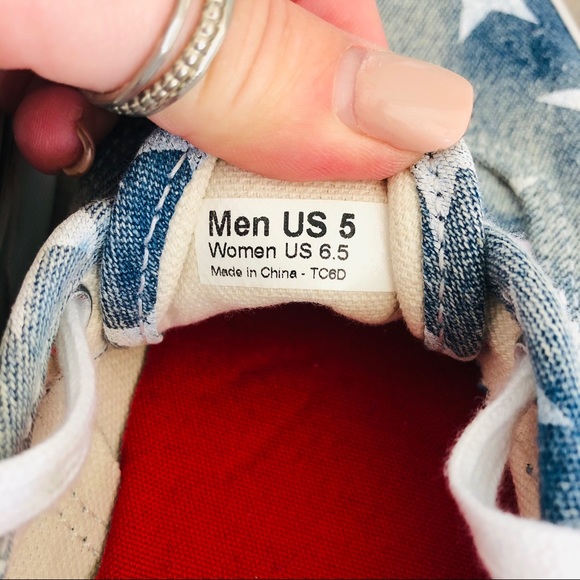 Men US 5
Women US 6.5
Made in China - TC6D